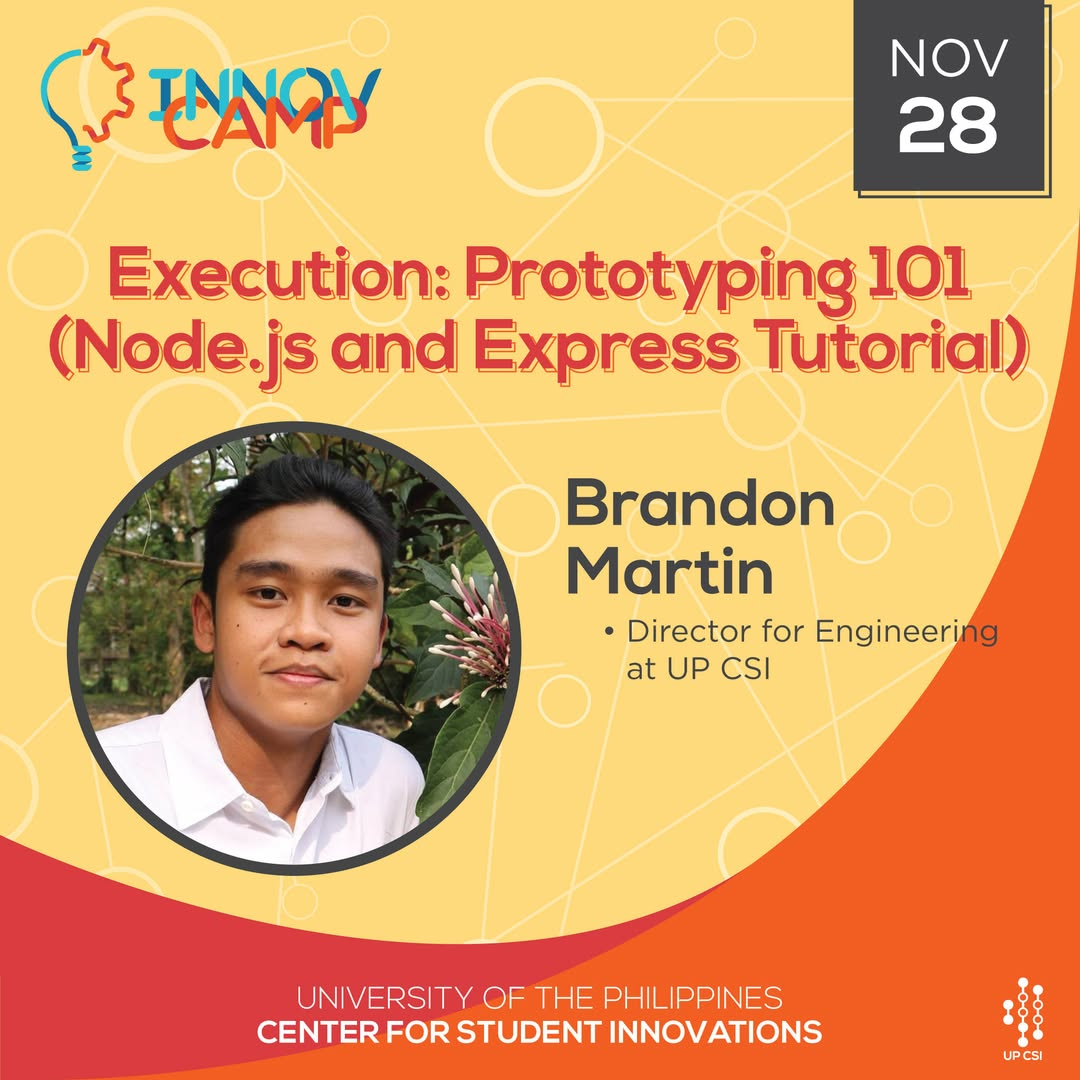 INNOV
CAMP
NOV
28
Execution: Prototyping 101
(Node.js and Express Tutorial)
Brandon
Martin
• Director for Engineering
at UP CSI
UNIVERSITY OF THE PHILIPPINES
CENTER FOR STUDENT INNOVATIONS
UP CSI